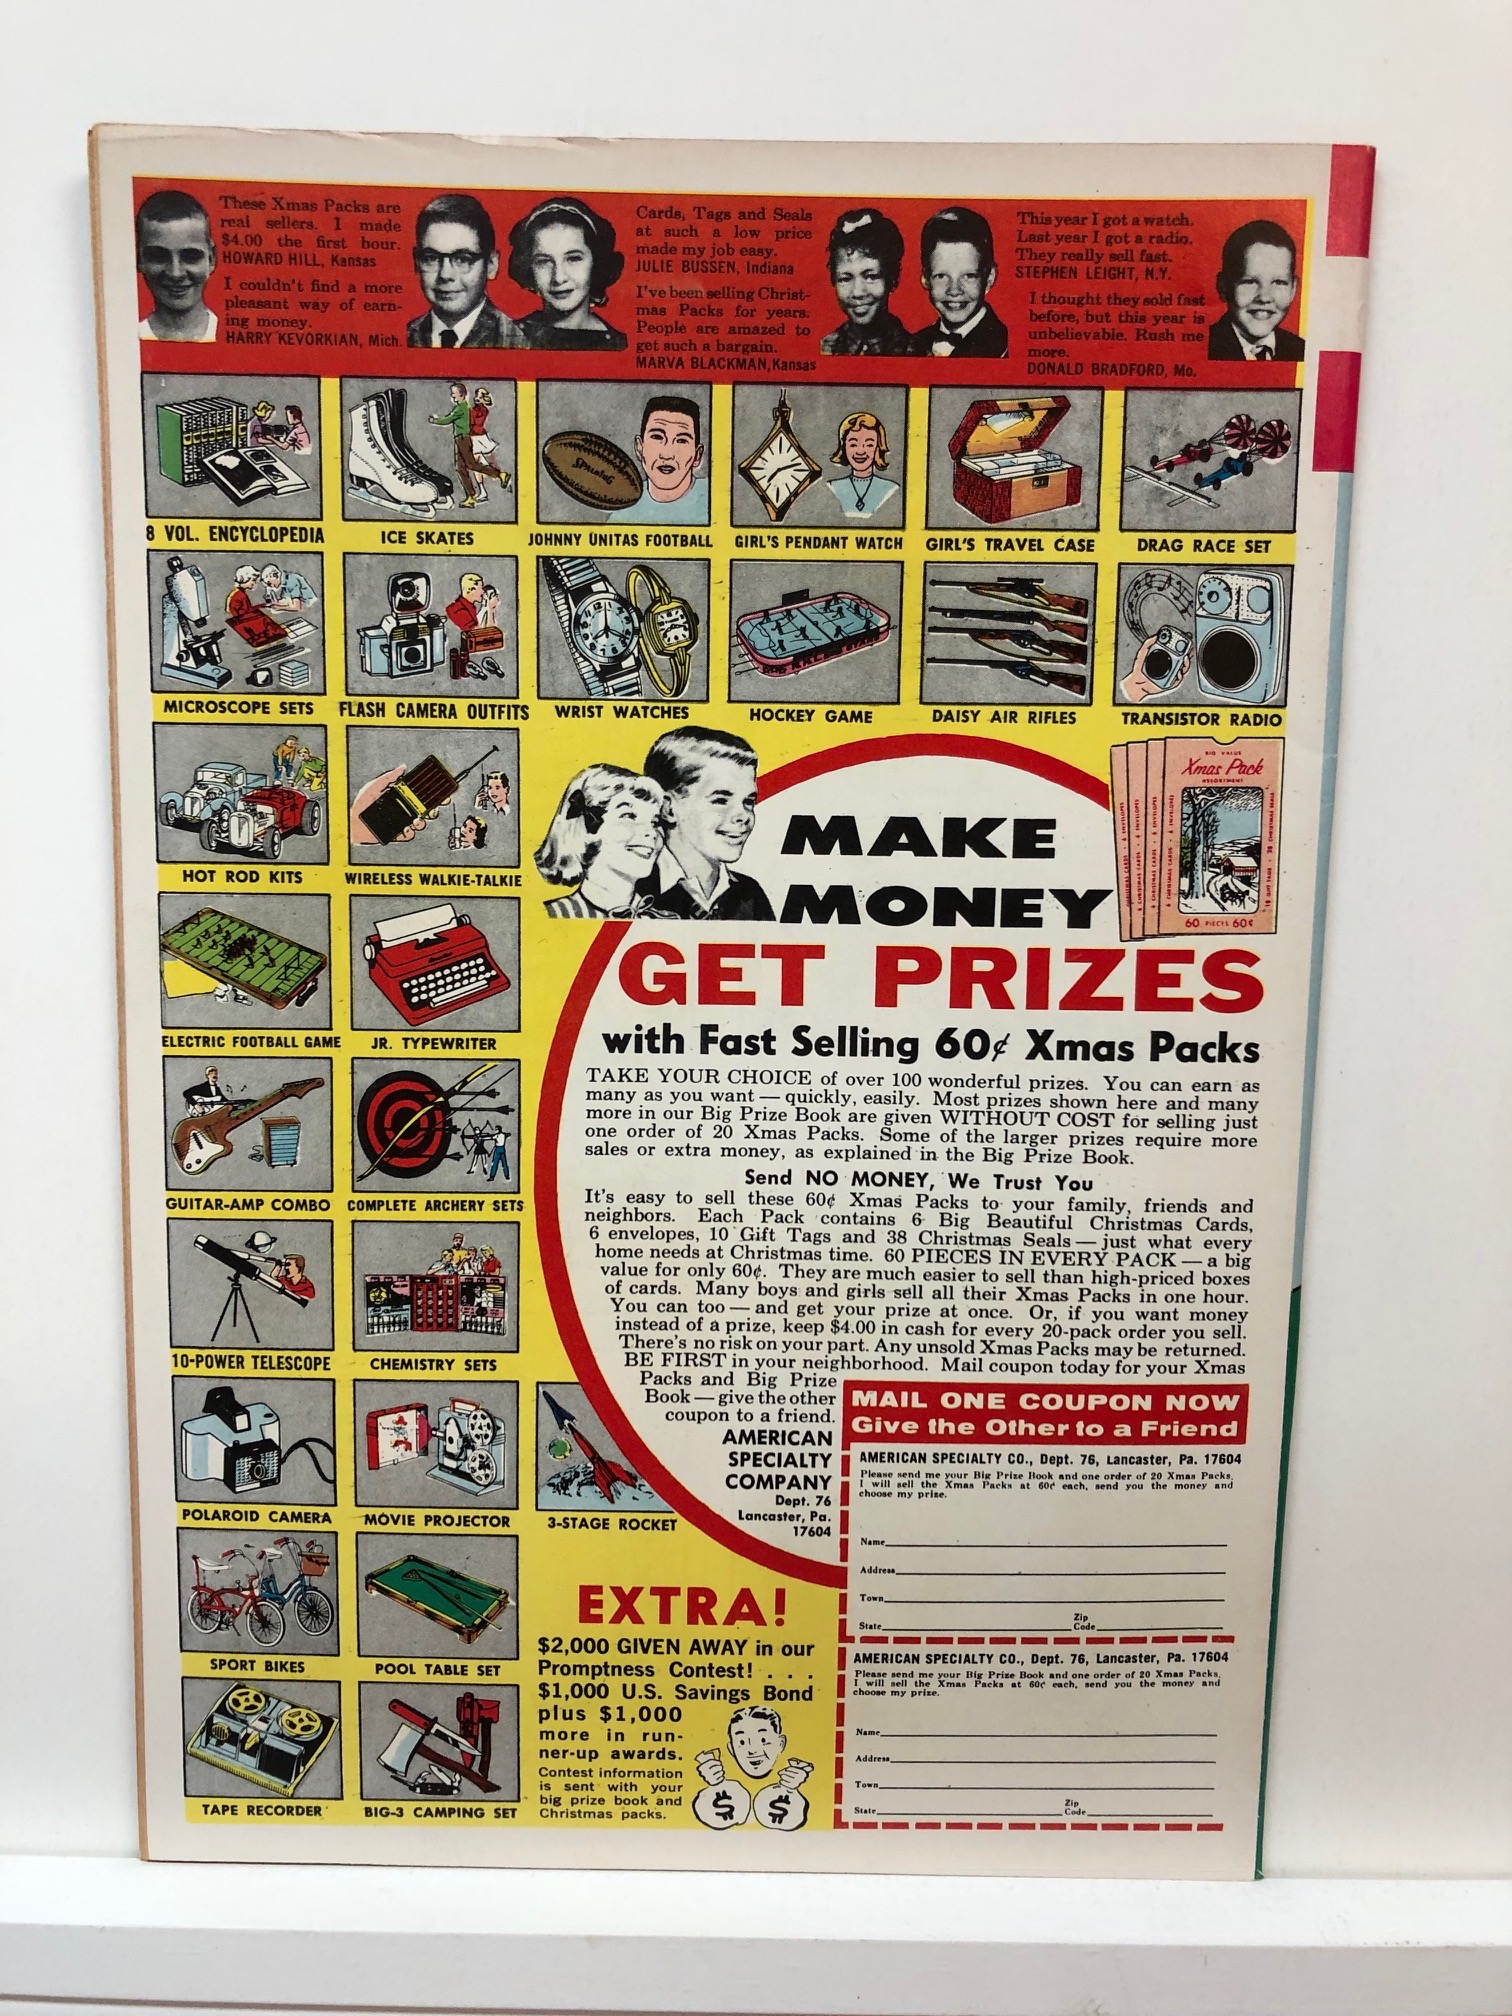 These Xmas Packs are
real sellers. I made
$4.00 the first hour.
HOWARD HILL, Kansas
I couldn't find a more
pleasant way of earn-
ing money.
HARRY KEVORKIAN, Mich.
Cards, Tags and Seals
at such a low price
made my job easy.
JULIE BUSSEN, Indiana
I've been selling Christ-
mas Packs for years.
People are amazed to
get such a bargain.
MARVA BLACKMAN, Kansas
This year I got a watch.
Last year I got a radio.
They really sell fast.
STEPHEN LEIGHT, N.Y.
I thought they sold fast
before, but this year is
unbelievable. Rush me
more.
DONALD BRADFORD, Mo.
SPALDING
8 VOL. ENCYCLOPEDIA
ICE SKATES
JOHNNY UNITAS FOOTBALL
GIRL'S PENDANT WATCH
GIRL'S TRAVEL CASE
DRAG RACE SET
MICROSCOPE SETS
FLASH CAMERA OUTFITS
WRIST WATCHES
HOCKEY GAME
DAISY AIR RIFLES
TRANSISTOR RADIO
HOT ROD KITS
WIRELESS WALKIE-TALKIE
ELECTRIC FOOTBALL GAME
JR. TYPEWRITER
GUITAR-AMP COMBO
COMPLETE ARCHERY SETS
10-POWER TELESCOPE
CHEMISTRY SETS
POLAROID CAMERA
MOVIE PROJECTOR
3-STAGE ROCKET
SPORT BIKES
POOL TABLE SET
TAPE RECORDER
BIG-3 CAMPING SET
BIG VALUE
Xmas Pack
ASSORTMENT
6 CHRISTMAS CARDS • 6 ENVELOPES
10 GIFT TAGS • 38 CHRISTMAS SEALS
60 PIECES 60¢
MAKE
MONEY
GET PRIZES
with Fast Selling 60¢ Xmas Packs
TAKE YOUR CHOICE of over 100 wonderful prizes. You can earn as
many as you want — quickly, easily. Most prizes shown here and many
more in our Big Prize Book are given WITHOUT COST for selling just
one order of 20 Xmas Packs. Some of the larger prizes require more
sales or extra money, as explained in the Big Prize Book.
Send NO MONEY, We Trust You
It's easy to sell these 60¢ Xmas Packs to your family, friends and
neighbors. Each Pack contains 6 Big Beautiful Christmas Cards,
6 envelopes, 10 Gift Tags and 38 Christmas Seals — just what every
home needs at Christmas time. 60 PIECES IN EVERY PACK — a big
value for only 60¢. They are much easier to sell than high-priced boxes
of cards. Many boys and girls sell all their Xmas Packs in one hour.
You can too — and get your prize at once. Or, if you want money
instead of a prize, keep $4.00 in cash for every 20-pack order you sell.
There's no risk on your part. Any unsold Xmas Packs may be returned.
BE FIRST in your neighborhood. Mail coupon today for your Xmas
Packs and Big Prize
Book — give the other
coupon to a friend.
AMERICAN
SPECIALTY
COMPANY
Dept. 76
Lancaster, Pa.
17604
EXTRA!
$2,000 GIVEN AWAY in our
Promptness Contest! . . .
$1,000 U.S. Savings Bond
plus $1,000
more in run-
ner-up awards.
Contest information
is sent with your
big prize book and
Christmas packs.
$ $
MAIL ONE COUPON NOW
Give the Other to a Friend
AMERICAN SPECIALTY CO., Dept. 76, Lancaster, Pa. 17604
Please send me your Big Prize Book and one order of 20 Xmas Packs.
I will sell the Xmas Packs at 60¢ each, send you the money and
choose my prize.
Name
Address
Town
State Zip Code
AMERICAN SPECIALTY CO., Dept. 76, Lancaster, Pa. 17604
Please send me your Big Prize Book and one order of 20 Xmas Packs.
I will sell the Xmas Packs at 60¢ each, send you the money and
choose my prize.
Name
Address
Town
State Zip Code